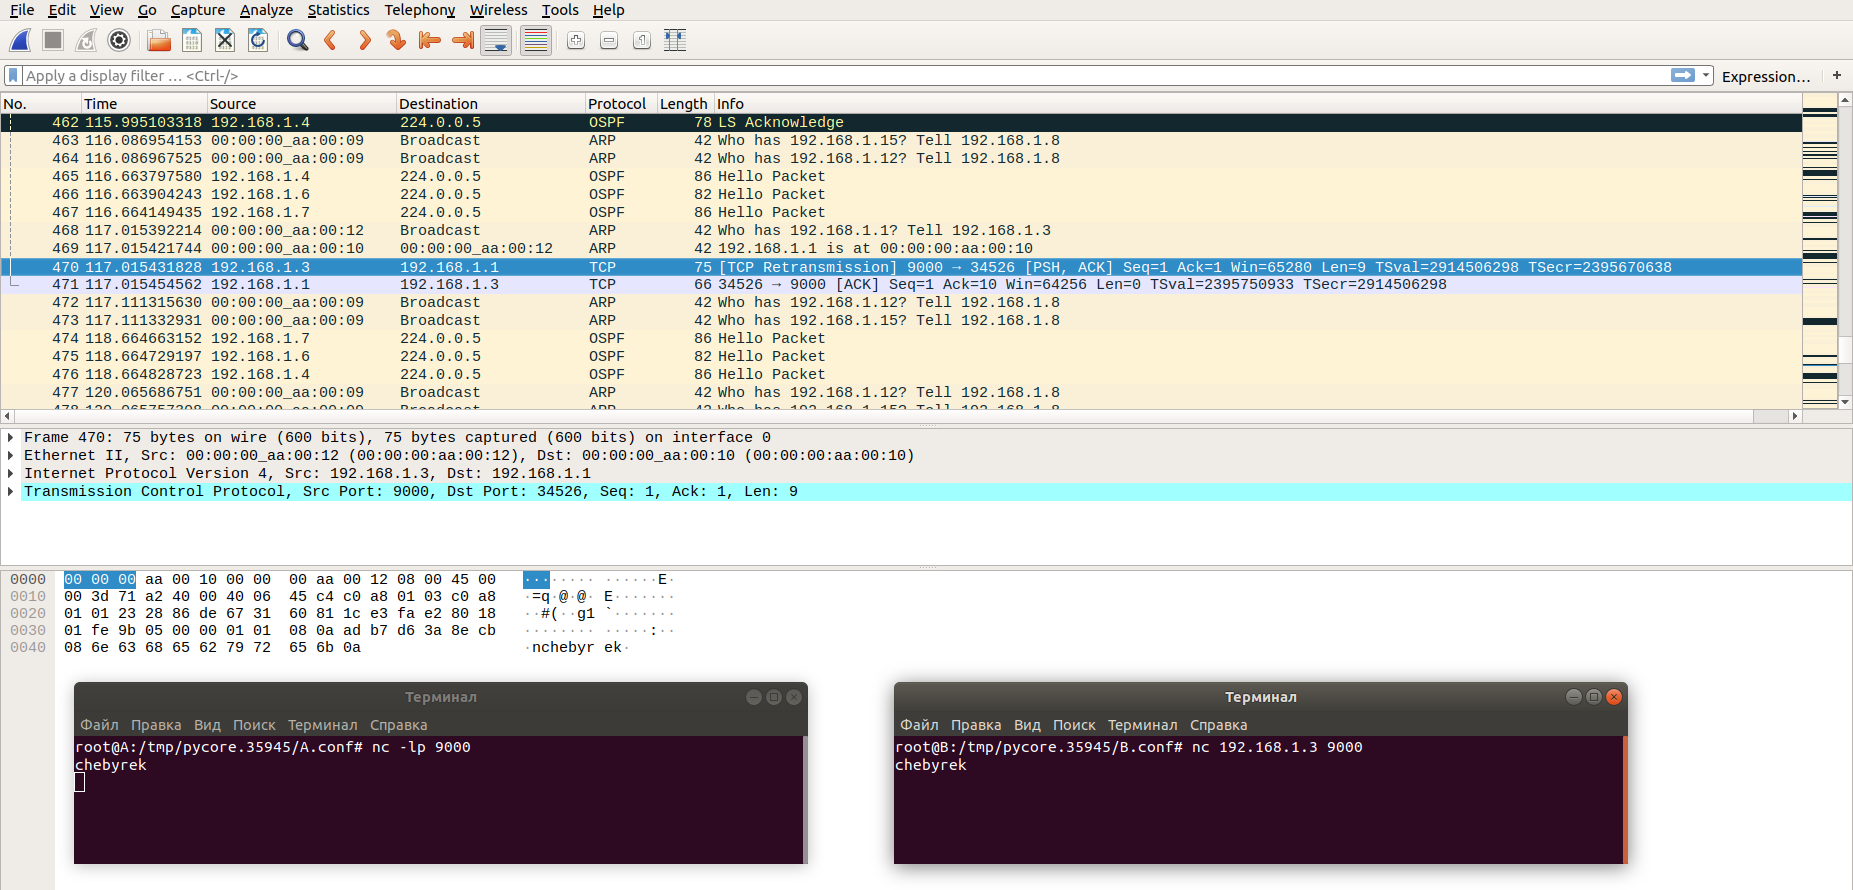 File Edit View Go Capture Analyze Statistics Telephony Wireless Tools Help
Apply a display filter … <Ctrl-/> Expression… +
No. Time Source Destination Protocol Length Info
462 115.995103318 192.168.1.4 224.0.0.5 OSPF 78 LS Acknowledge
463 116.086954153 00:00:00_aa:00:09 Broadcast ARP 42 Who has 192.168.1.15? Tell 192.168.1.8
464 116.086967525 00:00:00_aa:00:09 Broadcast ARP 42 Who has 192.168.1.12? Tell 192.168.1.8
465 116.663797580 192.168.1.4 224.0.0.5 OSPF 86 Hello Packet
466 116.663904243 192.168.1.6 224.0.0.5 OSPF 82 Hello Packet
467 116.664149435 192.168.1.7 224.0.0.5 OSPF 86 Hello Packet
468 117.015392214 00:00:00_aa:00:12 Broadcast ARP 42 Who has 192.168.1.1? Tell 192.168.1.3
469 117.015421744 00:00:00_aa:00:10 00:00:00_aa:00:12 ARP 42 192.168.1.1 is at 00:00:00:aa:00:10
470 117.015431828 192.168.1.3 192.168.1.1 TCP 75 [TCP Retransmission] 9000 → 34526 [PSH, ACK] Seq=1 Ack=1 Win=65280 Len=9 TSval=2914506298 TSecr=2395670638
471 117.015454562 192.168.1.1 192.168.1.3 TCP 66 34526 → 9000 [ACK] Seq=1 Ack=10 Win=64256 Len=0 TSval=2395750933 TSecr=2914506298
472 117.111315630 00:00:00_aa:00:09 Broadcast ARP 42 Who has 192.168.1.12? Tell 192.168.1.8
473 117.111332931 00:00:00_aa:00:09 Broadcast ARP 42 Who has 192.168.1.15? Tell 192.168.1.8
474 118.664663152 192.168.1.7 224.0.0.5 OSPF 86 Hello Packet
475 118.664729197 192.168.1.6 224.0.0.5 OSPF 82 Hello Packet
476 118.664828723 192.168.1.4 224.0.0.5 OSPF 86 Hello Packet
477 120.065686751 00:00:00_aa:00:09 Broadcast ARP 42 Who has 192.168.1.12? Tell 192.168.1.8
478 120.065757308 00:00:00_aa:00:09 Broadcast ARP 42 Who has 192.168.1.15? Tell 192.168.1.8
Frame 470: 75 bytes on wire (600 bits), 75 bytes captured (600 bits) on interface 0
Ethernet II, Src: 00:00:00_aa:00:12 (00:00:00:aa:00:12), Dst: 00:00:00_aa:00:10 (00:00:00:aa:00:10)
Internet Protocol Version 4, Src: 192.168.1.3, Dst: 192.168.1.1
Transmission Control Protocol, Src Port: 9000, Dst Port: 34526, Seq: 1, Ack: 1, Len: 9
0000 00 00 00 aa 00 10 00 00 00 aa 00 12 08 00 45 00 ········ ······E·
0010 00 3d 71 a2 40 00 40 06 45 c4 c0 a8 01 03 c0 a8 ·=q·@·@· E·······
0020 01 01 23 28 86 de 67 31 60 81 1c e3 fa e2 80 18 ··#(··g1 `·······
0030 01 fe 9b 05 00 00 01 01 08 0a ad b7 d6 3a 8e cb ········ ·····:··
0040 08 6e 63 68 65 62 79 72 65 6b 0a ·nchebyr ek·
Терминал
Файл Правка Вид Поиск Терминал Справка
root@A:/tmp/pycore.35945/A.conf# nc -lp 9000
chebyrek
Терминал
Файл Правка Вид Поиск Терминал Справка
root@B:/tmp/pycore.35945/B.conf# nc 192.168.1.3 9000
chebyrek